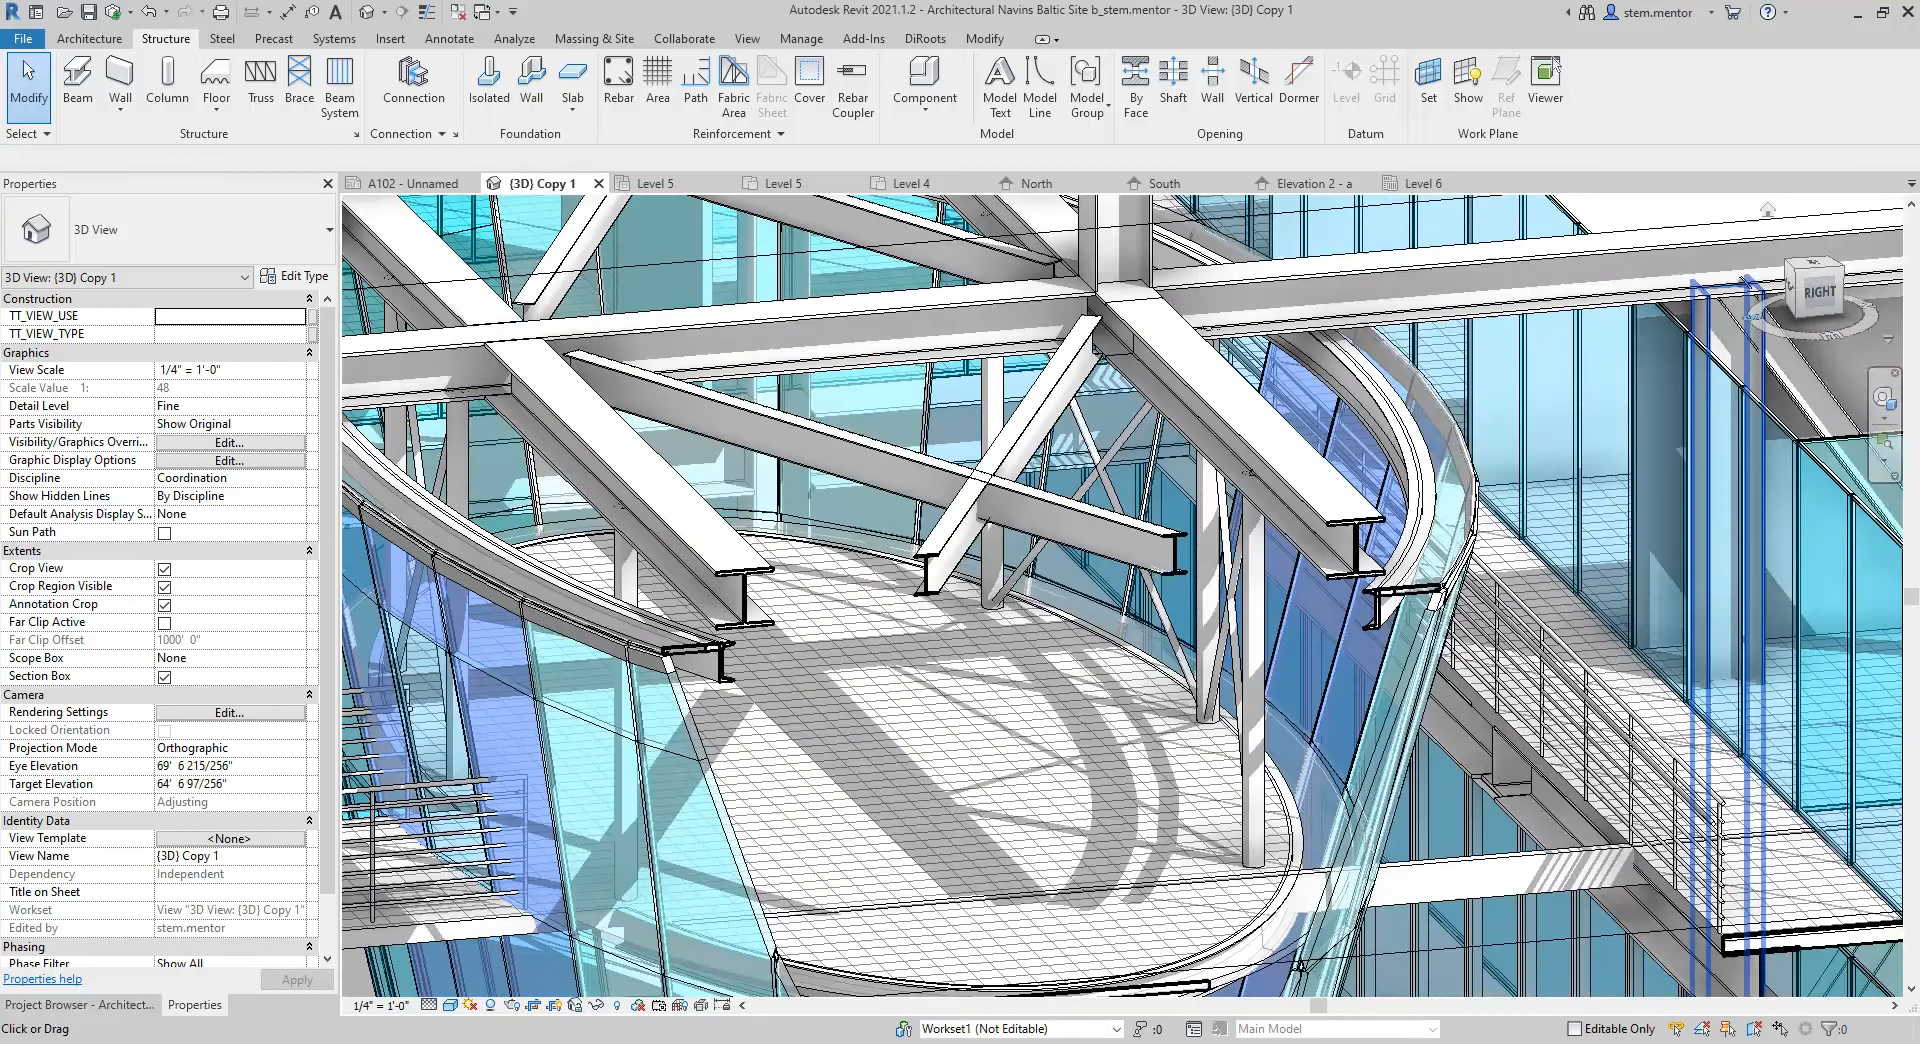 Autodesk Revit 2021.1.2 - Architectural Navins Baltic Site b_stem.mentor - 3D View: {3D} Copy 1
stem.mentor
File Architecture Structure Steel Precast Systems Insert Annotate Analyze Massing & Site Collaborate View Manage Add-Ins DiRoots Modify
Modify Beam Wall Column Floor Truss Brace Beam System Connection Isolated Wall Slab Rebar Area Path Fabric Area Fabric Sheet Cover Rebar Coupler Component Model Text Model Line Model Group By Face Shaft Wall Vertical Dormer Level Grid Set Show Ref Plane Viewer
Select Structure Connection Foundation Reinforcement Model Opening Datum Work Plane
Properties
A102 - Unnamed {3D} Copy 1 Level 5 Level 5 Level 4 North South Elevation 2 - a Level 6
3D View
3D View: {3D} Copy 1 Edit Type
Construction
TT_VIEW_USE
TT_VIEW_TYPE
Graphics
View Scale 1/4" = 1'-0"
Scale Value 1: 48
Detail Level Fine
Parts Visibility Show Original
Visibility/Graphics Overri... Edit...
Graphic Display Options Edit...
Discipline Coordination
Show Hidden Lines By Discipline
Default Analysis Display S... None
Sun Path
Extents
Crop View
Crop Region Visible
Annotation Crop
Far Clip Active
Far Clip Offset 1000' 0"
Scope Box None
Section Box
Camera
Rendering Settings Edit...
Locked Orientation
Projection Mode Orthographic
Eye Elevation 69' 6 215/256"
Target Elevation 64' 6 97/256"
Camera Position Adjusting
Identity Data
View Template <None>
View Name {3D} Copy 1
Dependency Independent
Title on Sheet
Workset View "3D View: {3D} Copy 1"
Edited by stem.mentor
Phasing
Phase Filter Show All
Properties help Apply
Project Browser - Architect... Properties
RIGHT
1/4" = 1'-0"
Click or Drag
Workset1 (Not Editable) :0 Main Model Editable Only :0